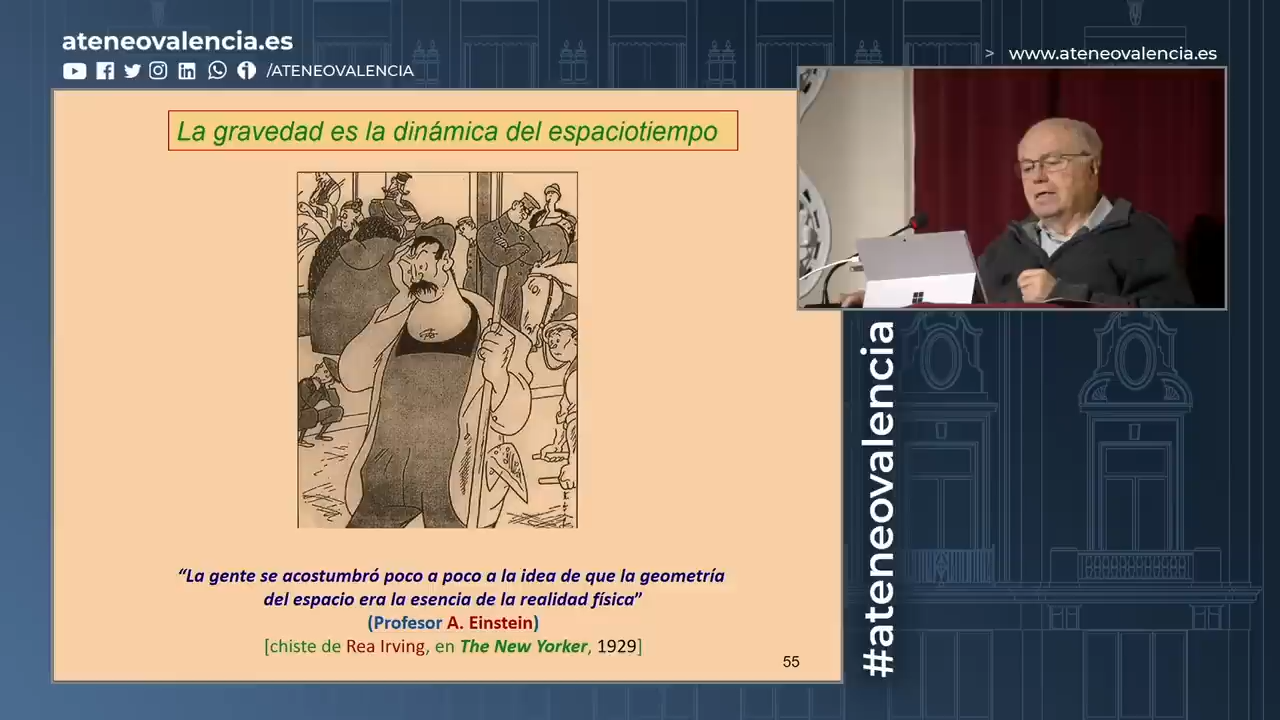 ateneovalencia.es
/ATENEOVALENCIA
> www.ateneovalencia.es
La gravedad es la dinámica del espaciotiempo
“La gente se acostumbró poco a poco a la idea de que la geometría
del espacio era la esencia de la realidad física”
(Profesor A. Einstein)
[chiste de Rea Irving, en The New Yorker, 1929]
55
#ateneovalencia